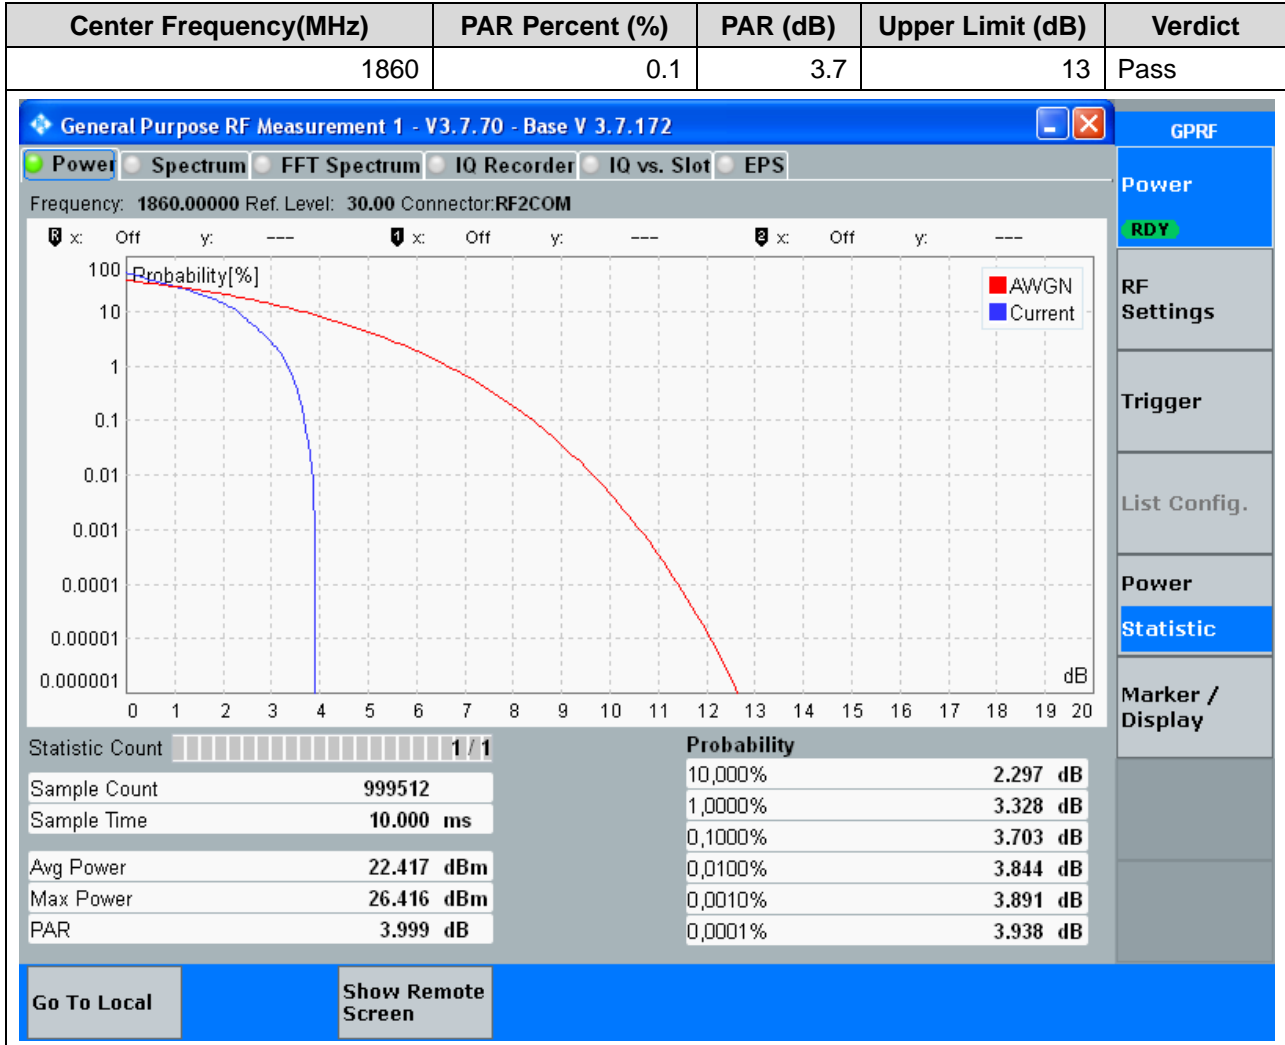 Center Frequency(MHz) PAR Percent (%) PAR (dB) Upper Limit (dB) Verdict
1860 0.1 3.7 13 Pass
General Purpose RF Measurement 1 - V3.7.70 - Base V 3.7.172
GPRF
Power Spectrum FFT Spectrum IQ Recorder IQ vs. Slot EPS
Frequency: 1860.00000 Ref. Level: 30.00 Connector:RF2COM
R x: Off y: --- 1 x: Off y: --- 2 x: Off y: ---
Probability[%]
AWGN
Current
100
10
1
0.1
0.01
0.001
0.0001
0.00001
0.000001
dB
0 1 2 3 4 5 6 7 8 9 10 11 12 13 14 15 16 17 18 19 20
Statistic Count 1 / 1
Sample Count 999512
Sample Time 10.000 ms
Avg Power 22.417 dBm
Max Power 26.416 dBm
PAR 3.999 dB
Probability
10,000% 2.297 dB
1,0000% 3.328 dB
0,1000% 3.703 dB
0,0100% 3.844 dB
0,0010% 3.891 dB
0,0001% 3.938 dB
Power
RDY
RF
Settings
Trigger
List Config.
Power
Statistic
Marker /
Display
Go To Local
Show Remote
Screen